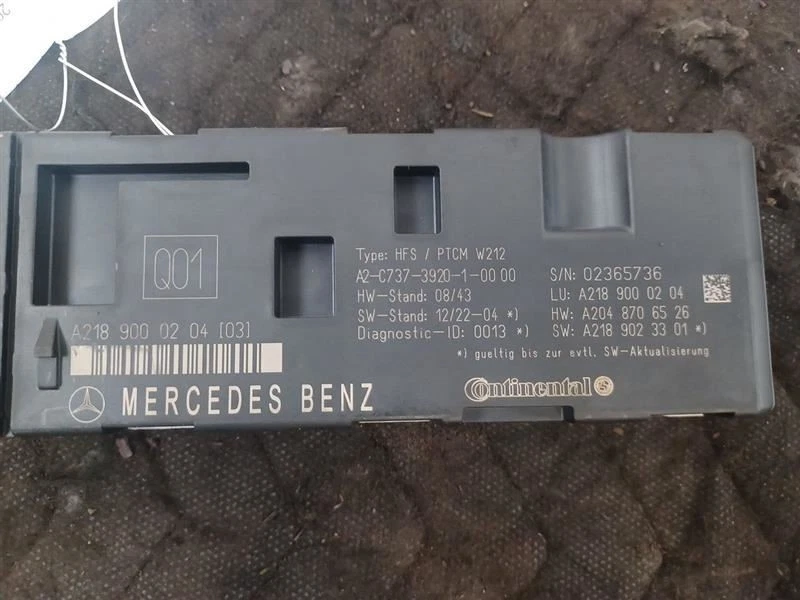 Q01
A218 900 0204 [03]
MERCEDES BENZ
Type: HFS / PTCM W212
A2-C737-3920-1-00 00
HW-Stand: 08/43
SW-Stand: 12/22-04 *)
Diagnostic-ID: 0013 *)
S/N: 02365736
LU: A218 900 02 04
HW: A204 870 65 26
SW: A218 902 33 01 *)
*) gueltig bis zur evtl. SW-Aktualisierung
Continental